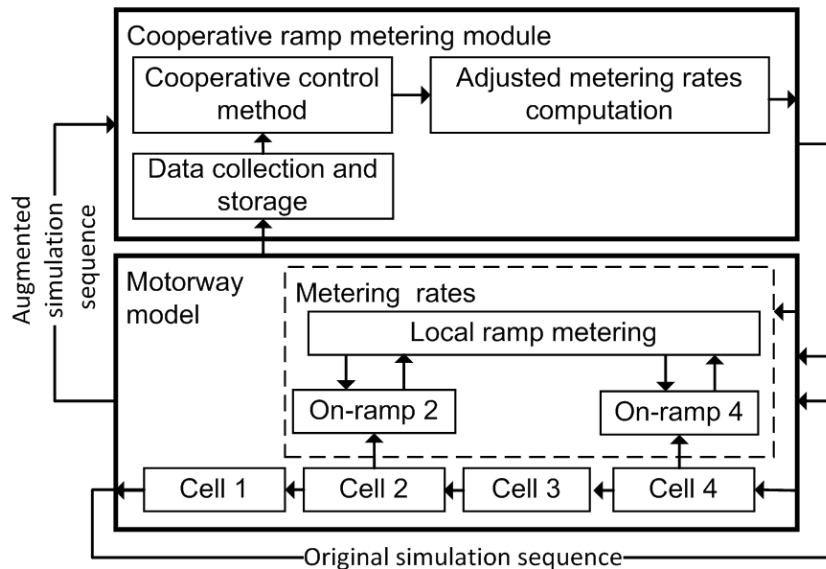 Cooperative ramp metering module
Cooperative control
method
Adjusted metering rates
computation
Data collection and
storage
Augmented
simulation
sequence
Motorway
model
Metering rates
Local ramp metering
On-ramp 2
On-ramp 4
Cell 1
Cell 2
Cell 3
Cell 4
Original simulation sequence